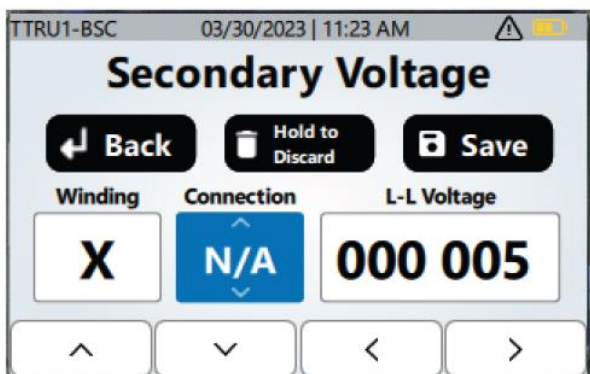 TTRU1-BSC 03/30/2023 | 11:23 AM
Secondary Voltage
Back
Hold to
Discard
Save
Winding Connection L-L Voltage
X N/A 000 005